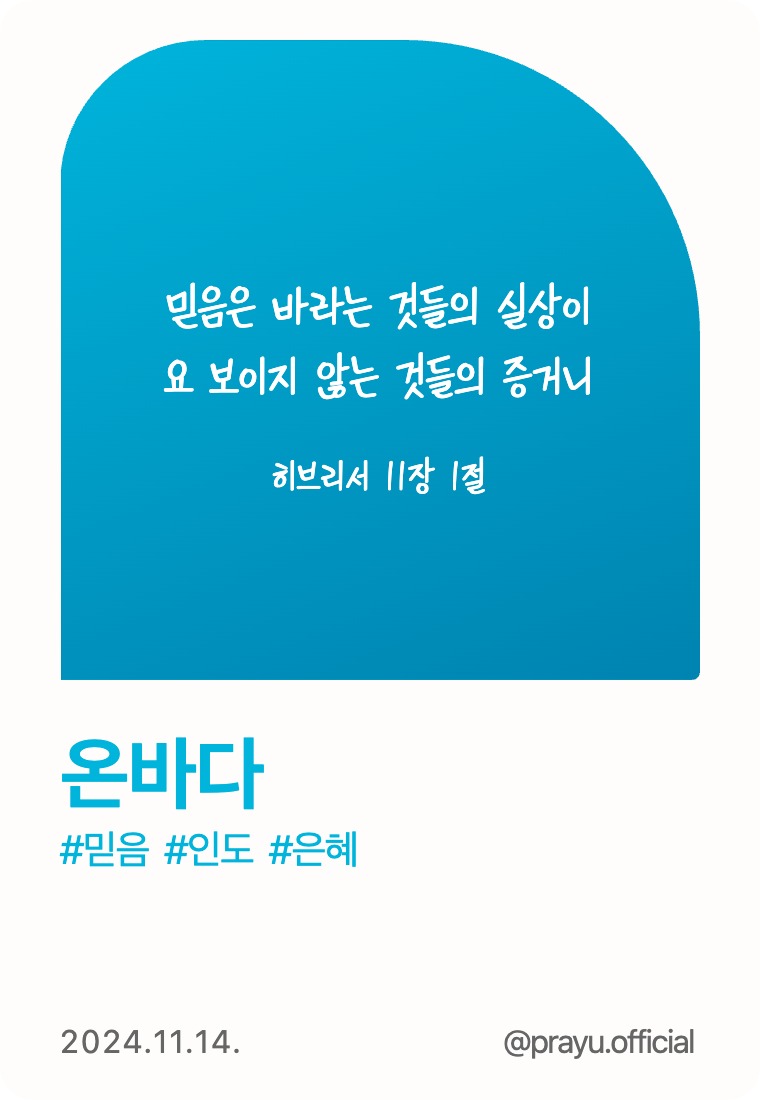 믿음은 바라는 것들의 실상이
요 보이지 않는 것들의 증거니
히브리서 11장 1절
온바다
#믿음 #인도 #은혜
2024.11.14.
@prayu.official